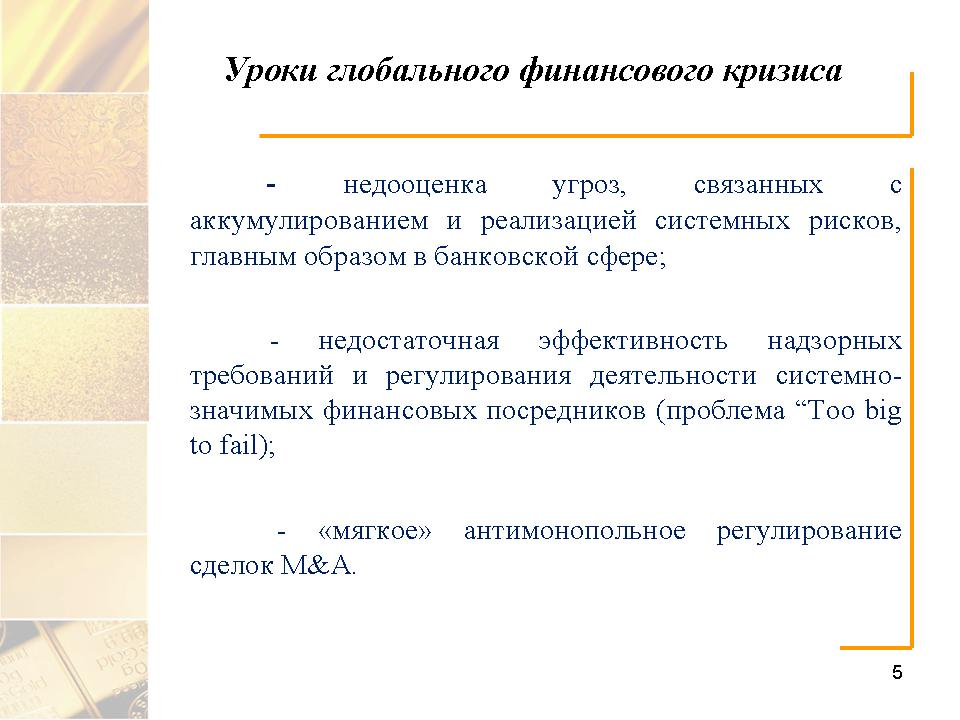 Уроки глобального финансового кризиса
- недооценка угроз, связанных с
аккумулированием и реализацией системных рисков,
главным образом в банковской сфере;
- недостаточная эффективность надзорных
требований и регулирования деятельности системно-
значимых финансовых посредников (проблема “Too big
to fail);
- «мягкое» антимонопольное регулирование
сделок M&A.
5